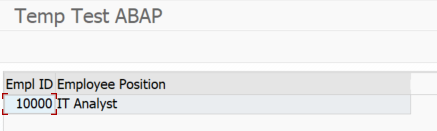 Temp Test ABAP
Empl ID Employee Position
10000 IT Analyst